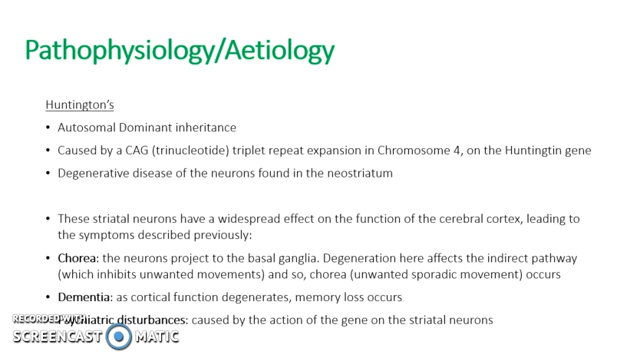 Pathophysiology/Aetiology
Huntington's
• Autosomal Dominant inheritance
• Caused by a CAG (trinucleotide) triplet repeat expansion in Chromosome 4, on the Huntingtin gene
• Degenerative disease of the neurons found in the neostriatum
• These striatal neurons have a widespread effect on the function of the cerebral cortex, leading to
the symptoms described previously:
• Chorea: the neurons project to the basal ganglia. Degeneration here affects the indirect pathway
(which inhibits unwanted movements) and so, chorea (unwanted sporadic movement) occurs
• Dementia: as cortical function degenerates, memory loss occurs
Psychiatric disturbances: caused by the action of the gene on the striatal neurons
RECORDED WITH
SCREENCAST MATIC